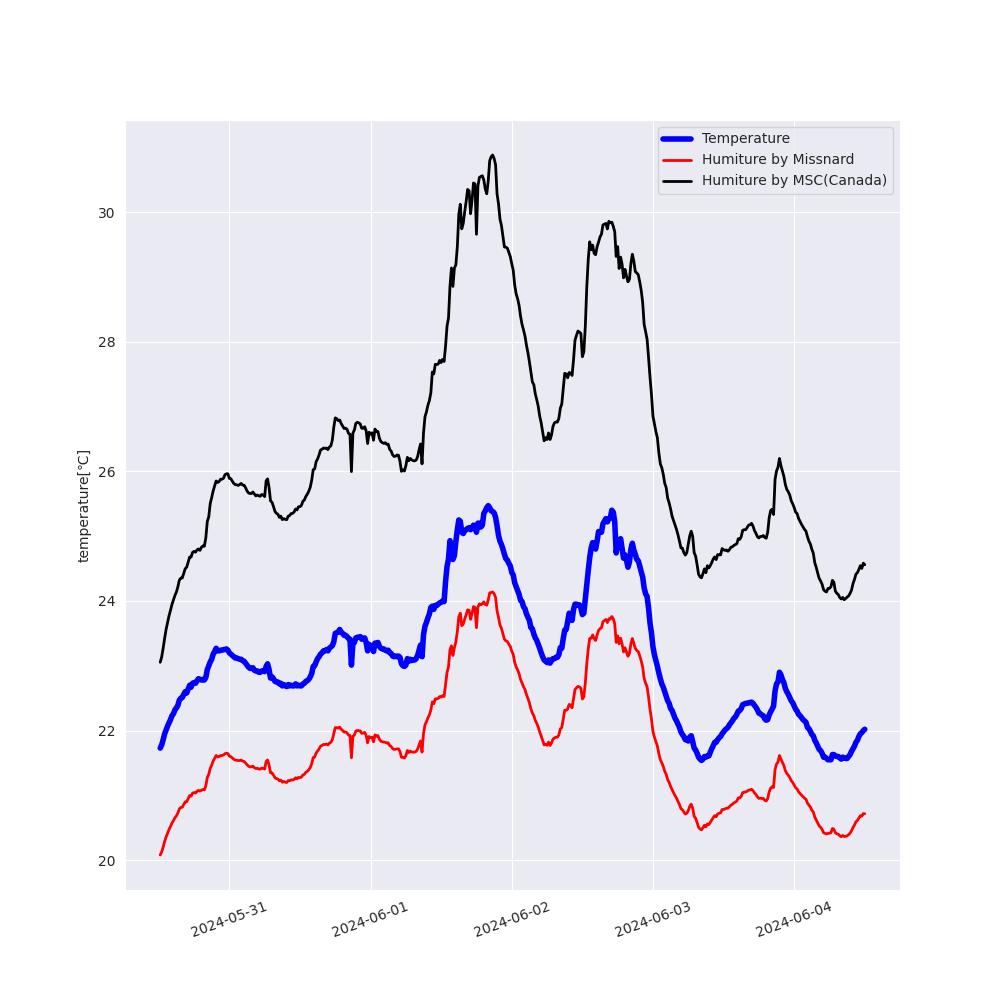 Temperature
Humiture by Missnard
Humiture by MSC(Canada)
temperature[℃]
30
28
26
24
22
20
2024-05-31
2024-06-01
2024-06-02
2024-06-03
2024-06-04